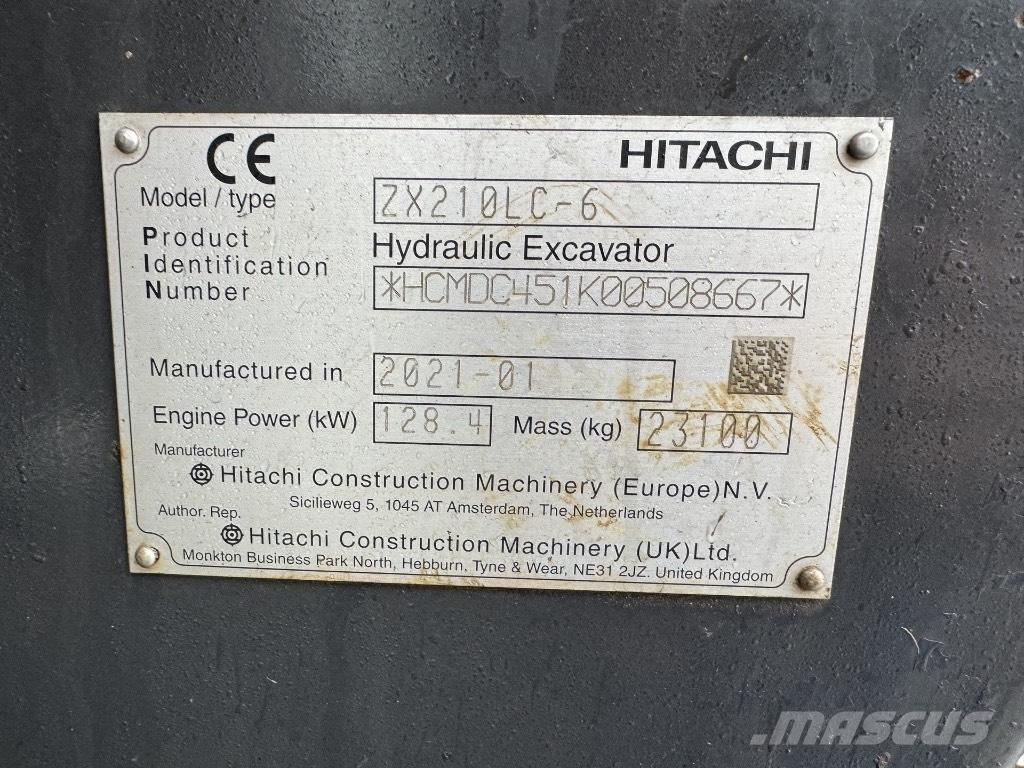 CE HITACHI
Model / type ZX210LC-6
Product Hydraulic Excavator
Identification
Number *HCMDC451K00508667*
Manufactured in 2021-01
Engine Power (kW) 128.4 Mass (kg) 23100
Manufacturer
Hitachi Construction Machinery (Europe)N.V.
Sicilieweg 5, 1045 AT Amsterdam, The Netherlands
Author. Rep.
Hitachi Construction Machinery (UK)Ltd.
Monkton Business Park North, Hebburn, Tyne & Wear, NE31 2JZ. United Kingdom
MASCUS